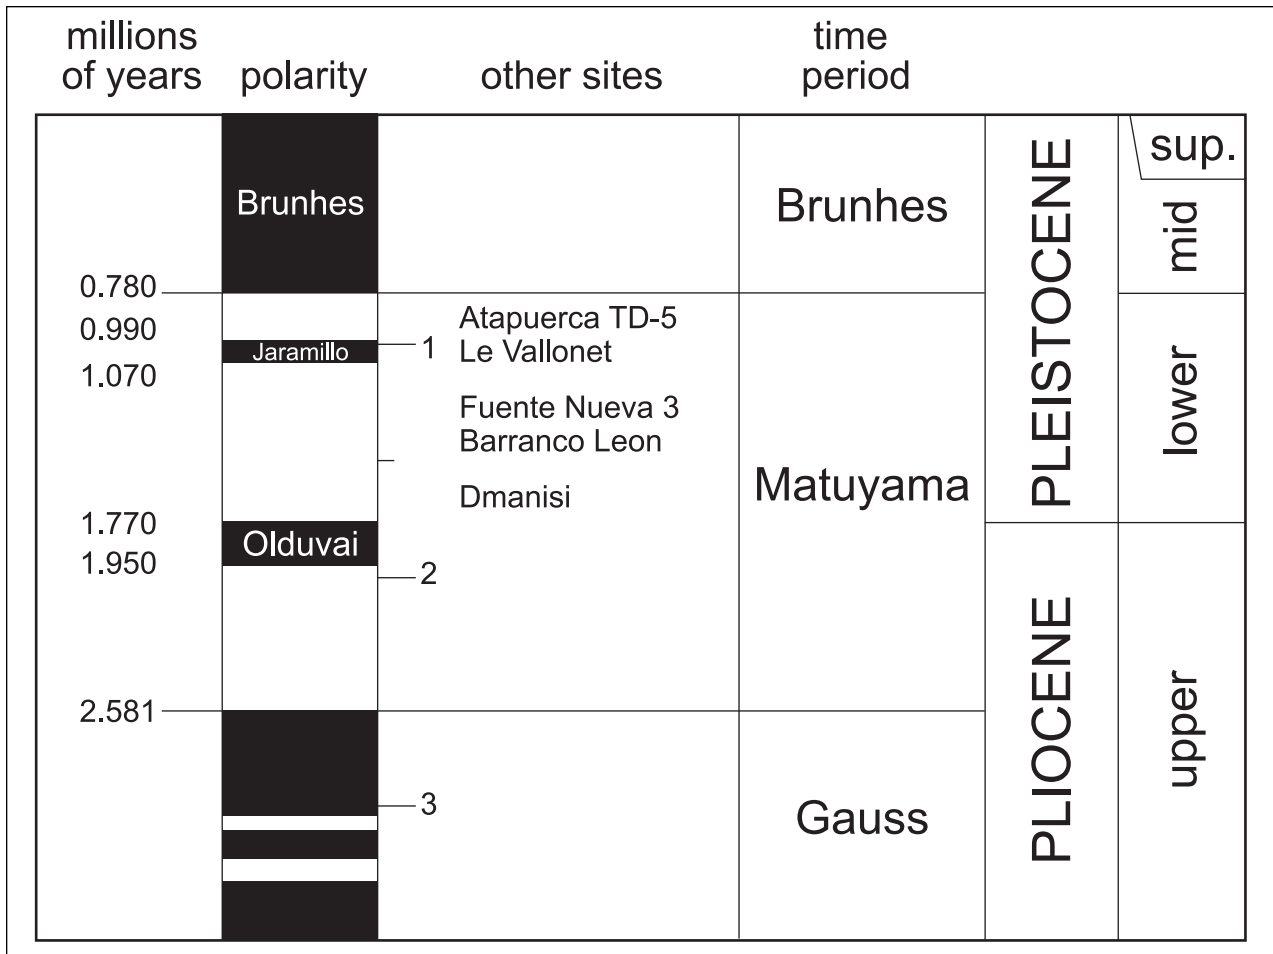 millions
of years
polarity
other sites
time
period
Brunhes
Brunhes
PLEISTOCENE
sup.
mid
0.780
0.990
1.070
Jaramillo
1
Atapuerca TD-5
Le Vallonet
Fuente Nueva 3
Barranco Leon
Dmanisi
Matuyama
lower
1.770
1.950
Olduvai
2
2.581
3
Gauss
PLIOCENE
upper